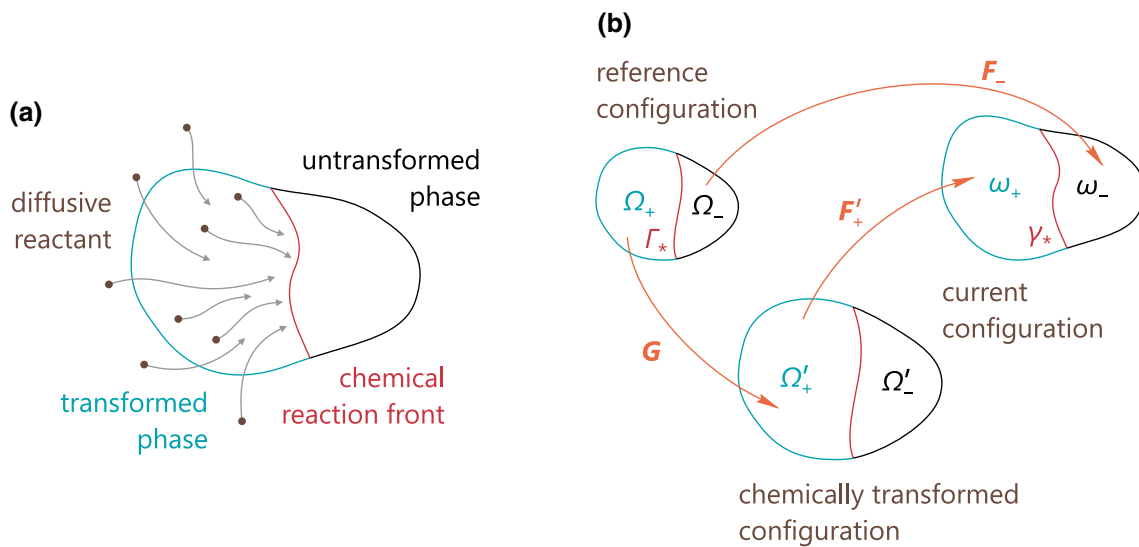 (a)
diffusive
reactant
untransformed
phase
transformed
phase
chemical
reaction front
(b)
reference
configuration
F₋
Ω₊
Ω₋
Γ*
F′₊
ω₊
ω₋
γ*
current
configuration
G
Ω′₊
Ω′₋
chemically transformed
configuration